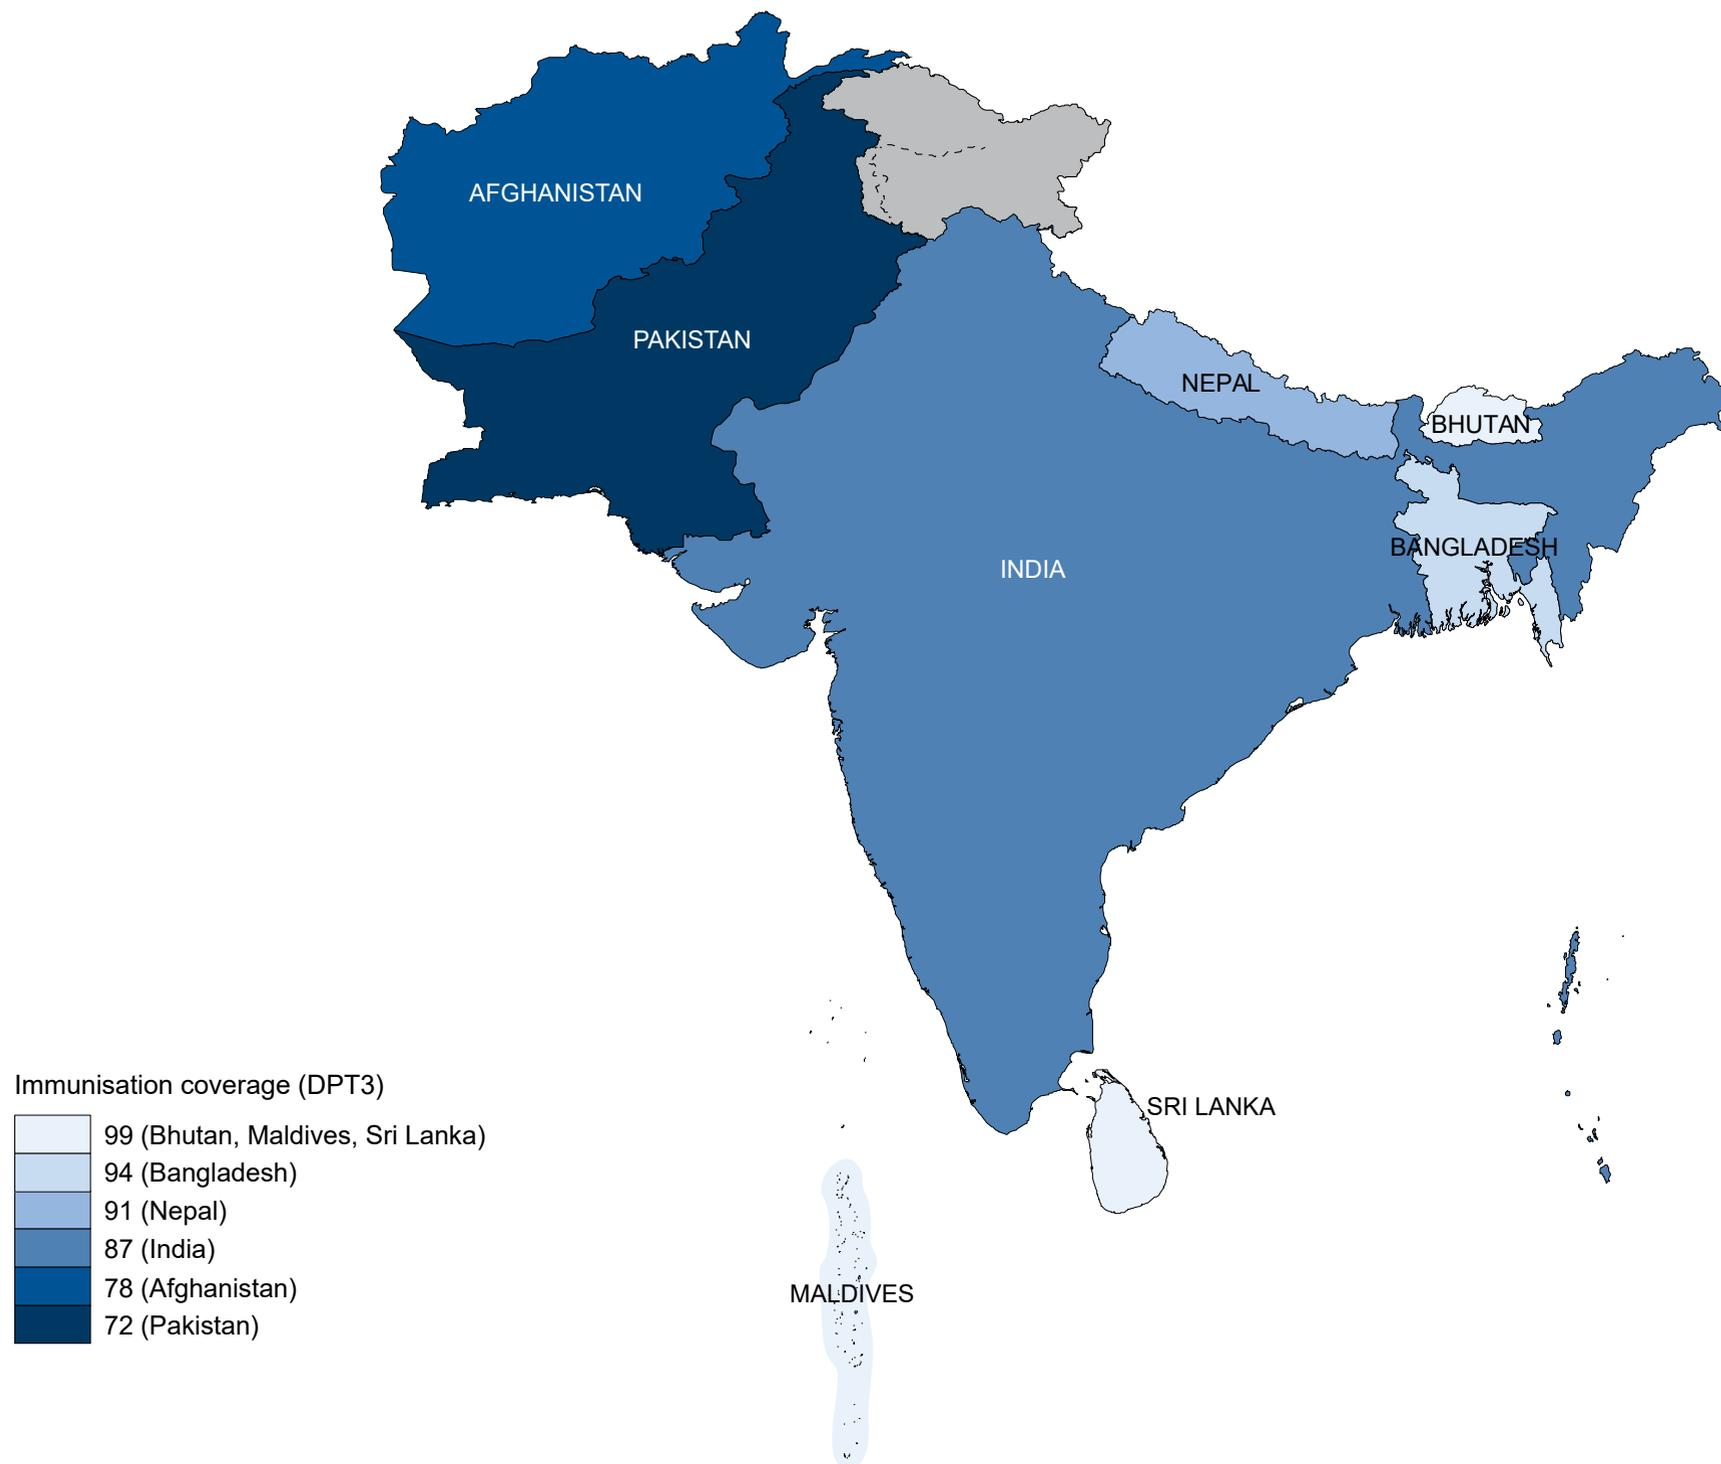 AFGHANISTAN
PAKISTAN
NEPAL
BHUTAN
BANGLADESH
INDIA
SRI LANKA
MALDIVES
Immunisation coverage (DPT3)
99 (Bhutan, Maldives, Sri Lanka)
94 (Bangladesh)
91 (Nepal)
87 (India)
78 (Afghanistan)
72 (Pakistan)